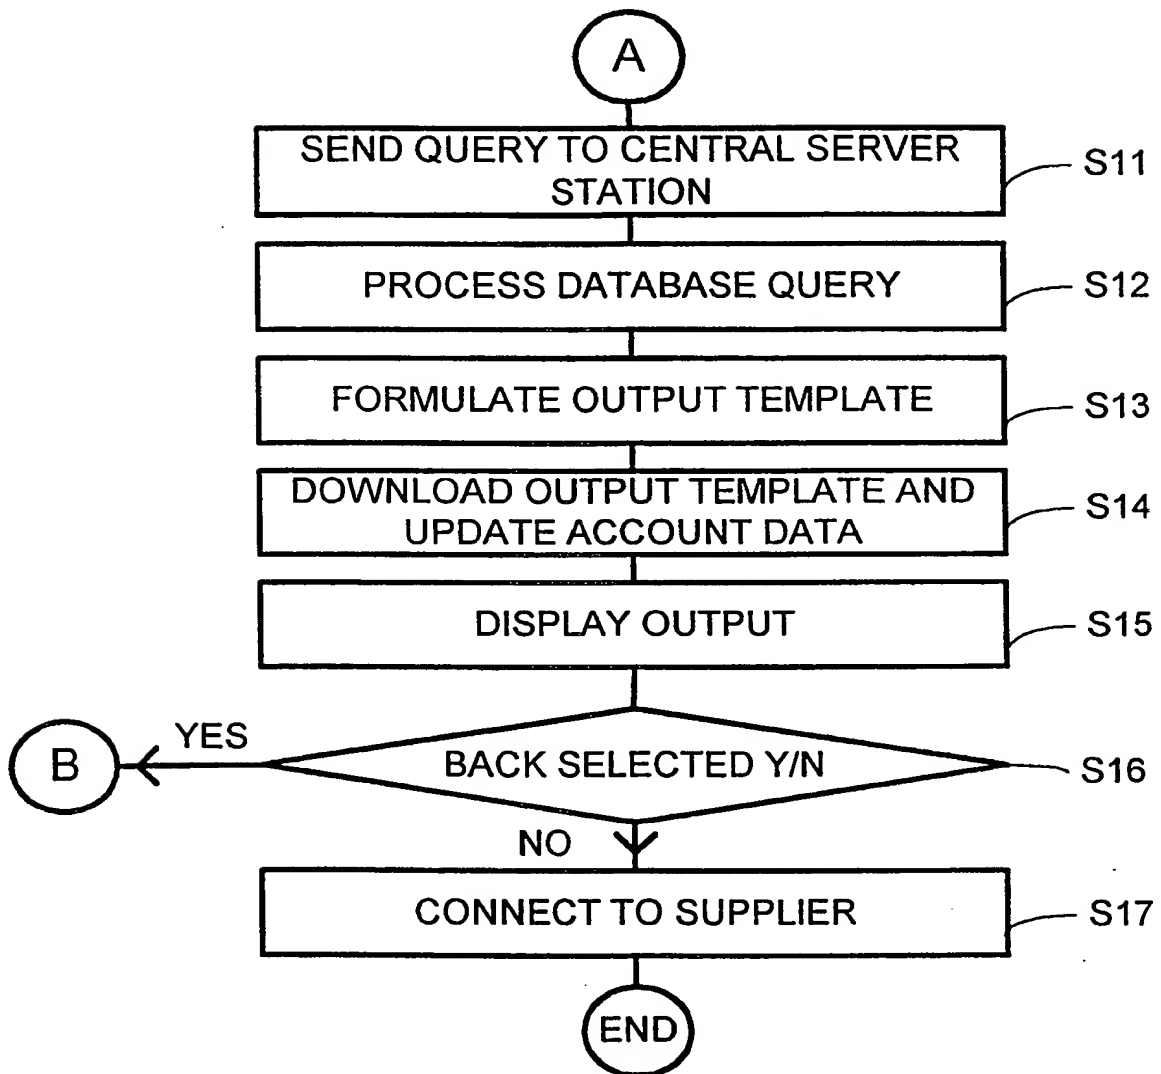 A
SEND QUERY TO CENTRAL SERVER
STATION
S11
PROCESS DATABASE QUERY
S12
FORMULATE OUTPUT TEMPLATE
S13
DOWNLOAD OUTPUT TEMPLATE AND
UPDATE ACCOUNT DATA
S14
DISPLAY OUTPUT
S15
B
YES
BACK SELECTED Y/N
S16
NO
CONNECT TO SUPPLIER
S17
END